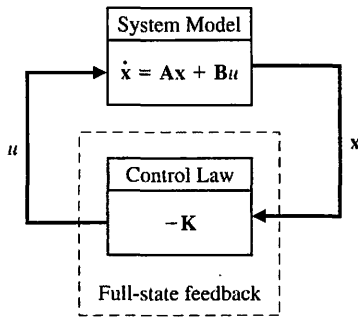 System Model
ẋ = Ax + Bu
u
x
Control Law
−K
Full-state feedback